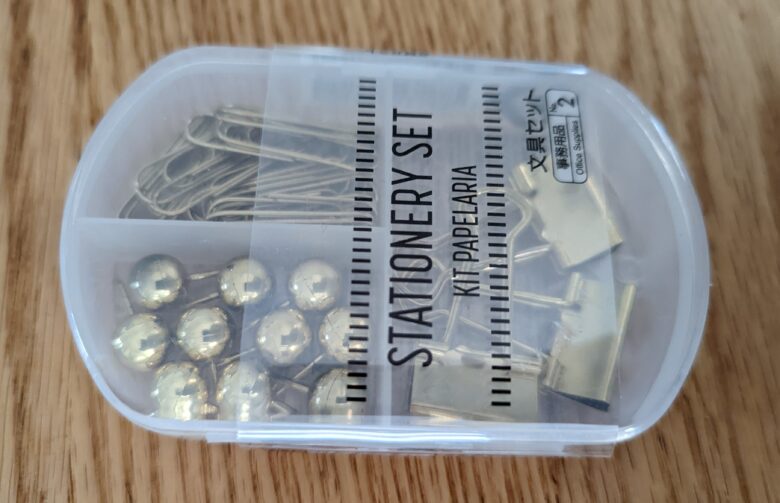 文具セット
事務用品
Office Supplies
No.
2
STATIONERY SET
KIT PAPELARIA